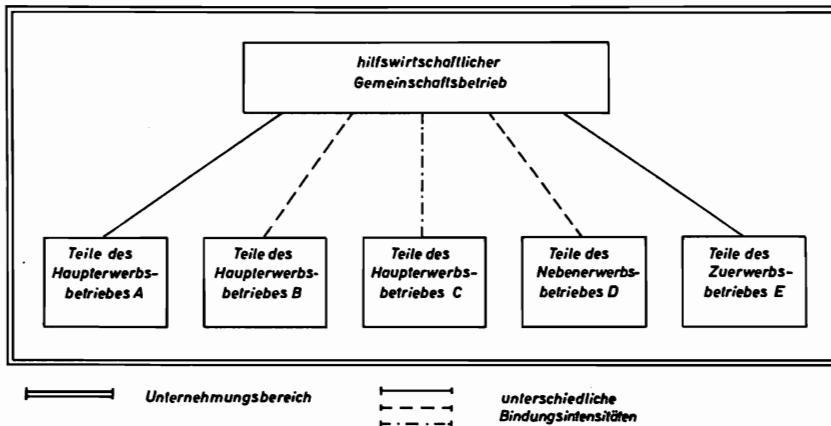 hilfswirtschaftlicher
Gemeinschaftsbetrieb
Teile des
Haupterwerbs-
betriebes A
Teile des
Haupterwerbs-
betriebes B
Teile des
Haupterwerbs-
betriebes C
Teile des
Nebenerwerbs-
betriebes D
Teile des
Zuerwerbs-
betriebes E
Unternehmungsbereich
unterschiedliche
Bindungsintensitäten